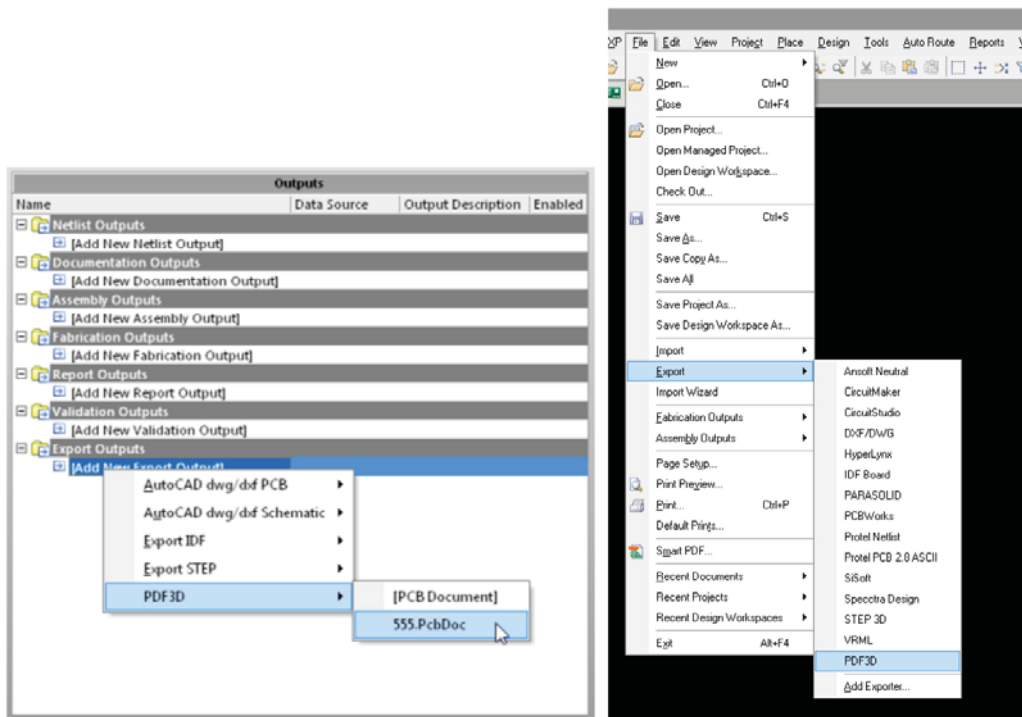 Outputs
Name Data Source Output Description Enabled
Netlist Outputs
[Add New Netlist Output]
Documentation Outputs
[Add New Documentation Output]
Assembly Outputs
[Add New Assembly Output]
Fabrication Outputs
[Add New Fabrication Output]
Report Outputs
[Add New Report Output]
Validation Outputs
[Add New Validation Output]
Export Outputs
[Add New Export Output]
AutoCAD dwg/dxf PCB
AutoCAD dwg/dxf Schematic
Export IDF
Export STEP
PDF3D
[PCB Document]
555.PcbDoc
XP File Edit View Project Place Design Tools Auto Route Reports
New
Open... Ctrl+O
Close Ctrl+F4
Open Project...
Open Managed Project...
Open Design Workspace...
Check Out...
Save Ctrl+S
Save As...
Save Copy As...
Save All
Save Project As...
Save Design Workspace As...
Import
Export
Import Wizard
Fabrication Outputs
Assembly Outputs
Page Setup...
Print Preview...
Print... Ctrl+P
Default Prints...
Smart PDF...
Recent Documents
Recent Projects
Recent Design Workspaces
Exit Alt+F4
Ansoft Neutral
CircuitMaker
CircuitStudio
DXF/DWG
HyperLynx
IDF Board
PARASOLID
PCBWorks
Protel Netlist
Protel PCB 2.8 ASCII
SiSoft
Specctra Design
STEP 3D
VRML
PDF3D
Add Exporter...